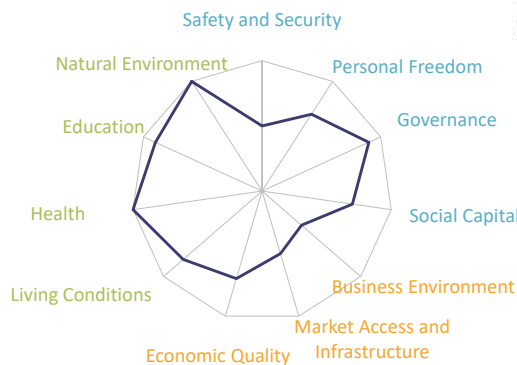 Safety and Security
Natural Environment
Personal Freedom
Education
Governance
Health
Social Capital
Living Conditions
Business Environment
Market Access and
Infrastructure
Economic Quality